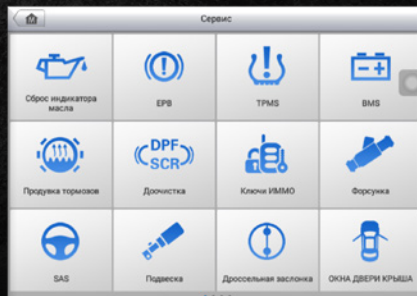 Сервис
Сброс индикатора
масла
EPB
TPMS
BMS
Продувка тормозов
DPF
SCR
Доочистка
Ключи ИММО
Форсунка
SAS
Подвеска
Дроссельная заслонка
ОКНА ДВЕРИ КРЫША